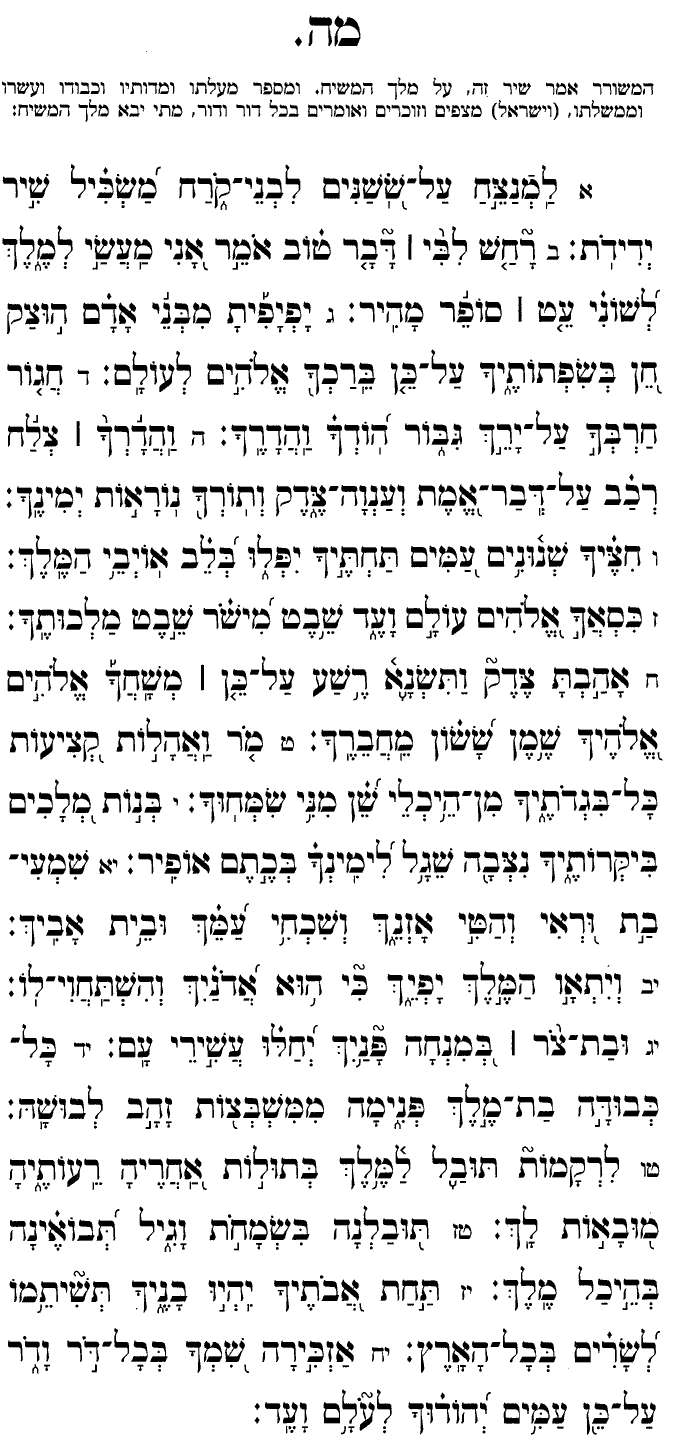 מה.
המשורר אמר שיר זה, על מלך המשיח. ומספר מעלתו ומדותיו וכבודו ועשרו
וממשלתו, (וישראל) מצפים וזוכרים ואומרים בכל דור ודור, מתי יבא מלך המשיח:
א לַמְנַצֵּחַ עַל־שֹׁשַׁנִּים לִבְנֵי־קֹרַח מַשְׂכִּיל שִׁיר
יְדִידֹת: ב רָחַשׁ לִבִּי | דָּבָר טוֹב אֹמֵר אָנִי מַעֲשַׂי לְמֶלֶךְ
לְשׁוֹנִי עֵט | סוֹפֵר מָהִיר: ג יָפְיָפִיתָ מִבְּנֵי אָדָם הוּצַק
חֵן בְּשִׂפְתוֹתֶיךָ עַל־כֵּן בֵּרַכְךָ אֱלֹהִים לְעוֹלָם: ד חֲגוֹר
חַרְבְּךָ עַל־יָרֵךְ גִּבּוֹר הוֹדְךָ וַהֲדָרֶךָ: ה וַהֲדָרְךָ | צְלַח
רְכַב עַל־דְּבַר־אֱמֶת וְעַנְוָה־צֶדֶק וְתוֹרְךָ נוֹרָאוֹת יְמִינֶךָ:
ו חִצֶּיךָ שְׁנוּנִים עַמִּים תַּחְתֶּיךָ יִפְּלוּ בְּלֵב אוֹיְבֵי הַמֶּלֶךְ:
ז כִּסְאֲךָ אֱלֹהִים עוֹלָם וָעֶד שֵׁבֶט מִישֹׁר שֵׁבֶט מַלְכוּתֶךָ:
ח אָהַבְתָּ צֶדֶק וַתִּשְׂנָא רֶשַׁע עַל־כֵּן | מְשָׁחֲךָ אֱלֹהִים
אֱלֹהֶיךָ שֶׁמֶן שָׂשׂוֹן מֵחֲבֵרֶךָ: ט מֹר וַאֲהָלוֹת קְצִיעוֹת
כָּל־בִּגְדֹתֶיךָ מִן־הֵיכְלֵי שֵׁן מִנִּי שִׂמְּחוּךָ: י בְּנוֹת מְלָכִים
בִּיקְּרוֹתֶיךָ נִצְּבָה שֵׁגַל לִימִינְךָ בְּכֶתֶם אוֹפִיר: יא שִׁמְעִי־
בַת וּרְאִי וְהַטִּי אָזְנֵךְ וְשִׁכְחִי עַמֵּךְ וּבֵית אָבִיךְ:
יב וְיִתְאָו הַמֶּלֶךְ יָפְיֵךְ כִּי הוּא אֲדֹנַיִךְ וְהִשְׁתַּחֲוִי־לוֹ:
יג וּבַת־צֹר | בְּמִנְחָה פָּנַיִךְ יְחַלּוּ עֲשִׁירֵי עָם: יד כָּל־
כְּבוּדָּה בַת־מֶלֶךְ פְּנִימָה מִמִּשְׁבְּצוֹת זָהָב לְבוּשָׁהּ:
טו לִרְקָמוֹת תּוּבַל לַמֶּלֶךְ בְּתוּלוֹת אַחֲרֶיהָ רֵעוֹתֶיהָ
מוּבָאוֹת לָךְ: טז תּוּבַלְנָה בִּשְׂמָחֹת וָגִיל תְּבוֹאֶינָה
בְּהֵיכַל מֶלֶךְ: יז תַּחַת אֲבֹתֶיךָ יִהְיוּ בָנֶיךָ תְּשִׁיתֵמוֹ
לְשָׂרִים בְּכָל־הָאָרֶץ: יח אַזְכִּירָה שִׁמְךָ בְּכָל־דֹּר וָדֹר
עַל־כֵּן עַמִּים יְהוֹדוּךָ לְעֹלָם וָעֶד: